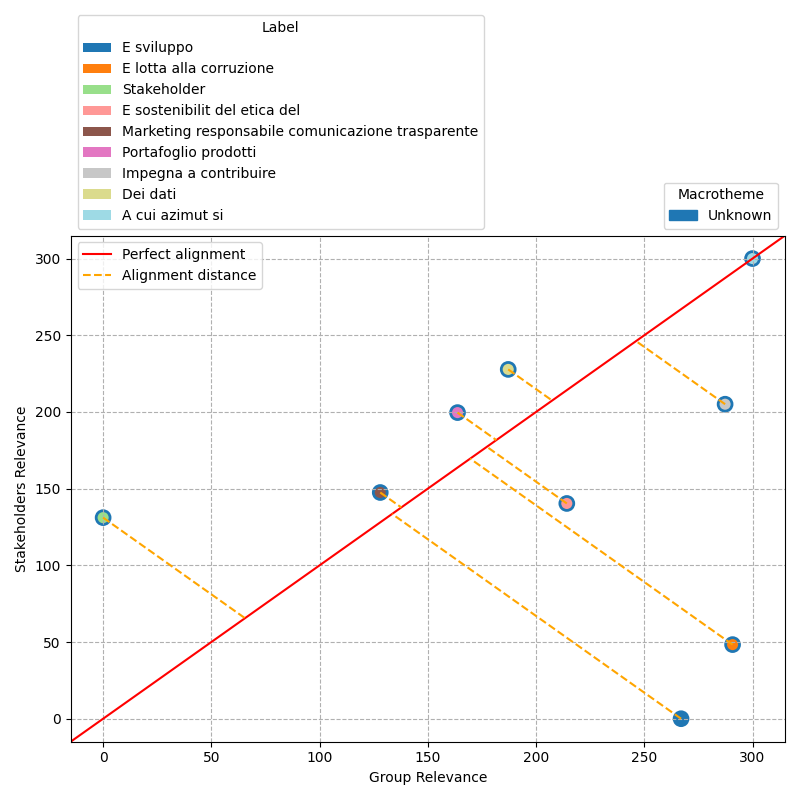 Label
E sviluppo
E lotta alla corruzione
Stakeholder
E sostenibilit del etica del
Marketing responsabile comunicazione trasparente
Portafoglio prodotti
Impegna a contribuire
Dei dati
A cui azimut si
Macrotheme
Unknown
Perfect alignment
Alignment distance
300
250
200
150
100
50
0
Stakeholders Relevance
0 50 100 150 200 250 300
Group Relevance